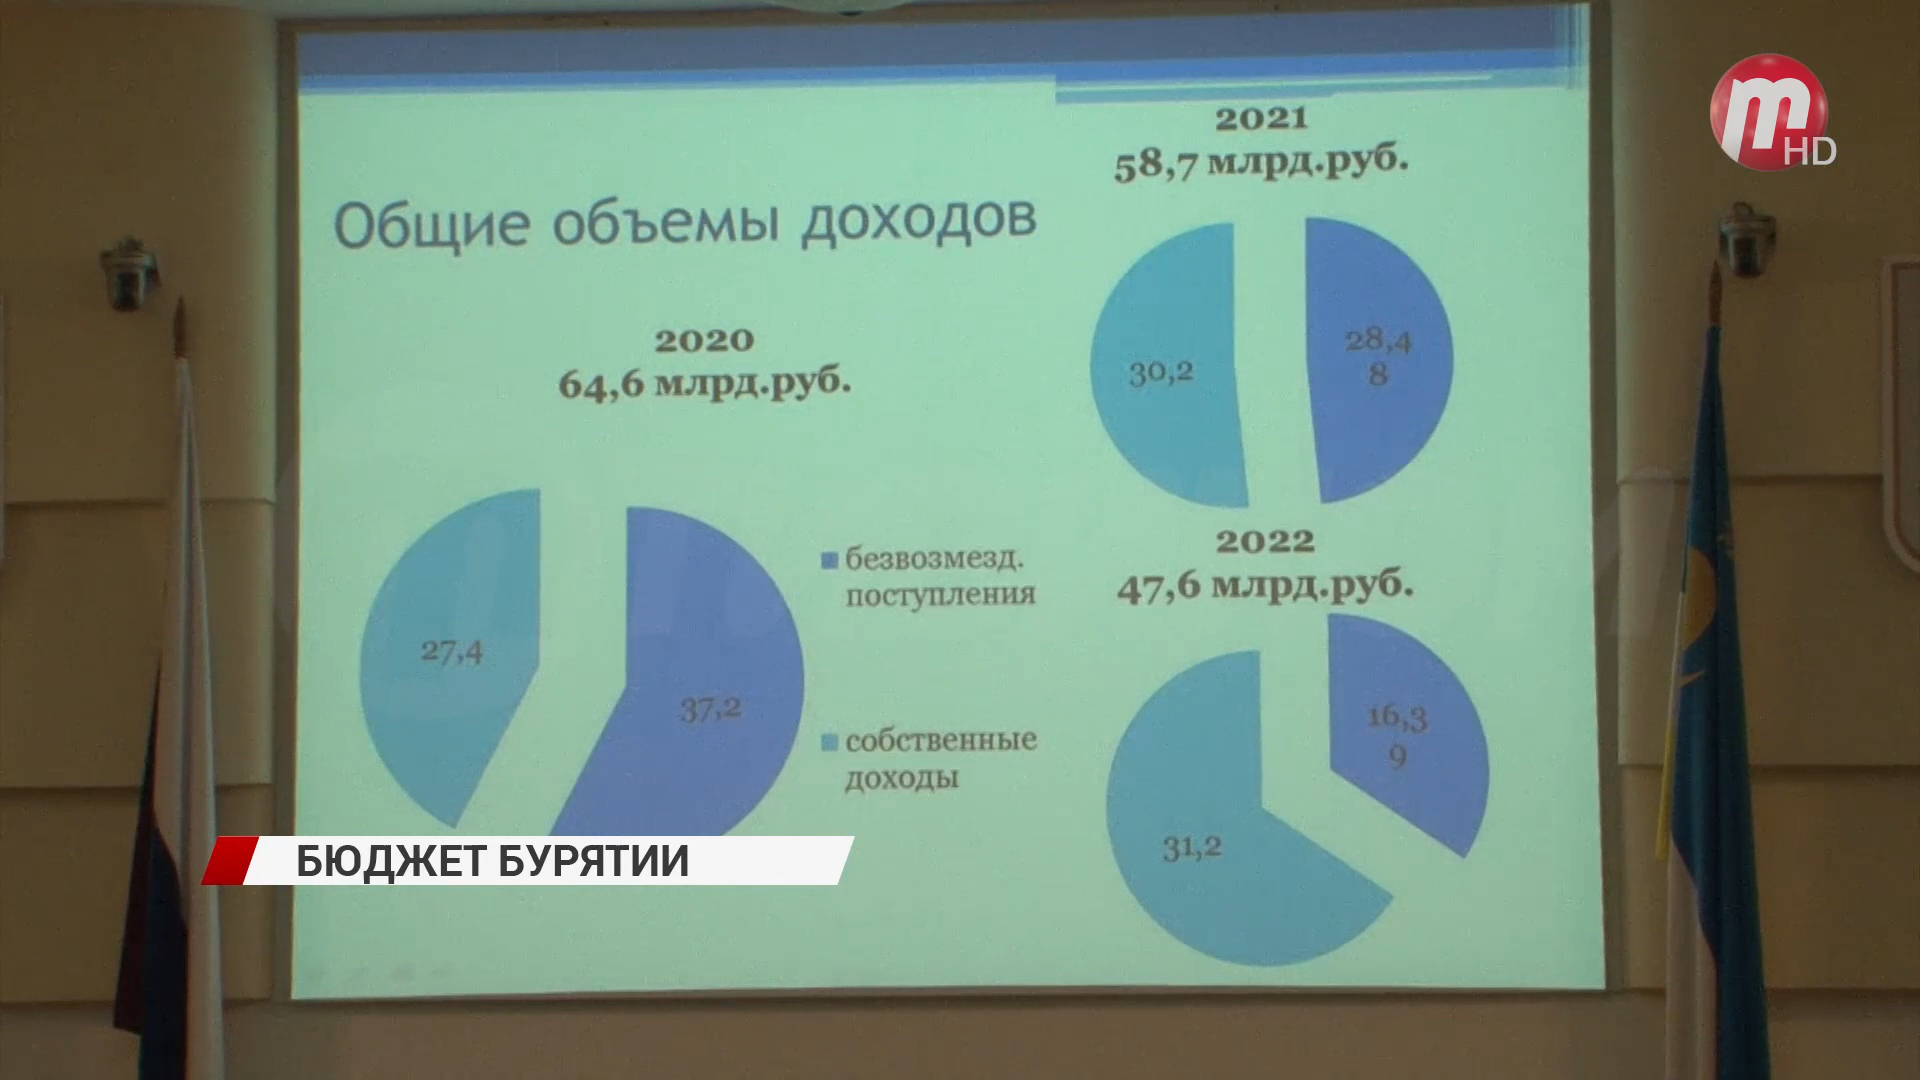 m
HD
Общие объемы доходов
2020
64,6 млрд.руб.
27,4
37,2
безвозмезд.
поступления
собственные
доходы
2021
58,7 млрд.руб.
30,2
28,4
8
2022
47,6 млрд.руб.
31,2
16,3
9
БЮДЖЕТ БУРЯТИИ